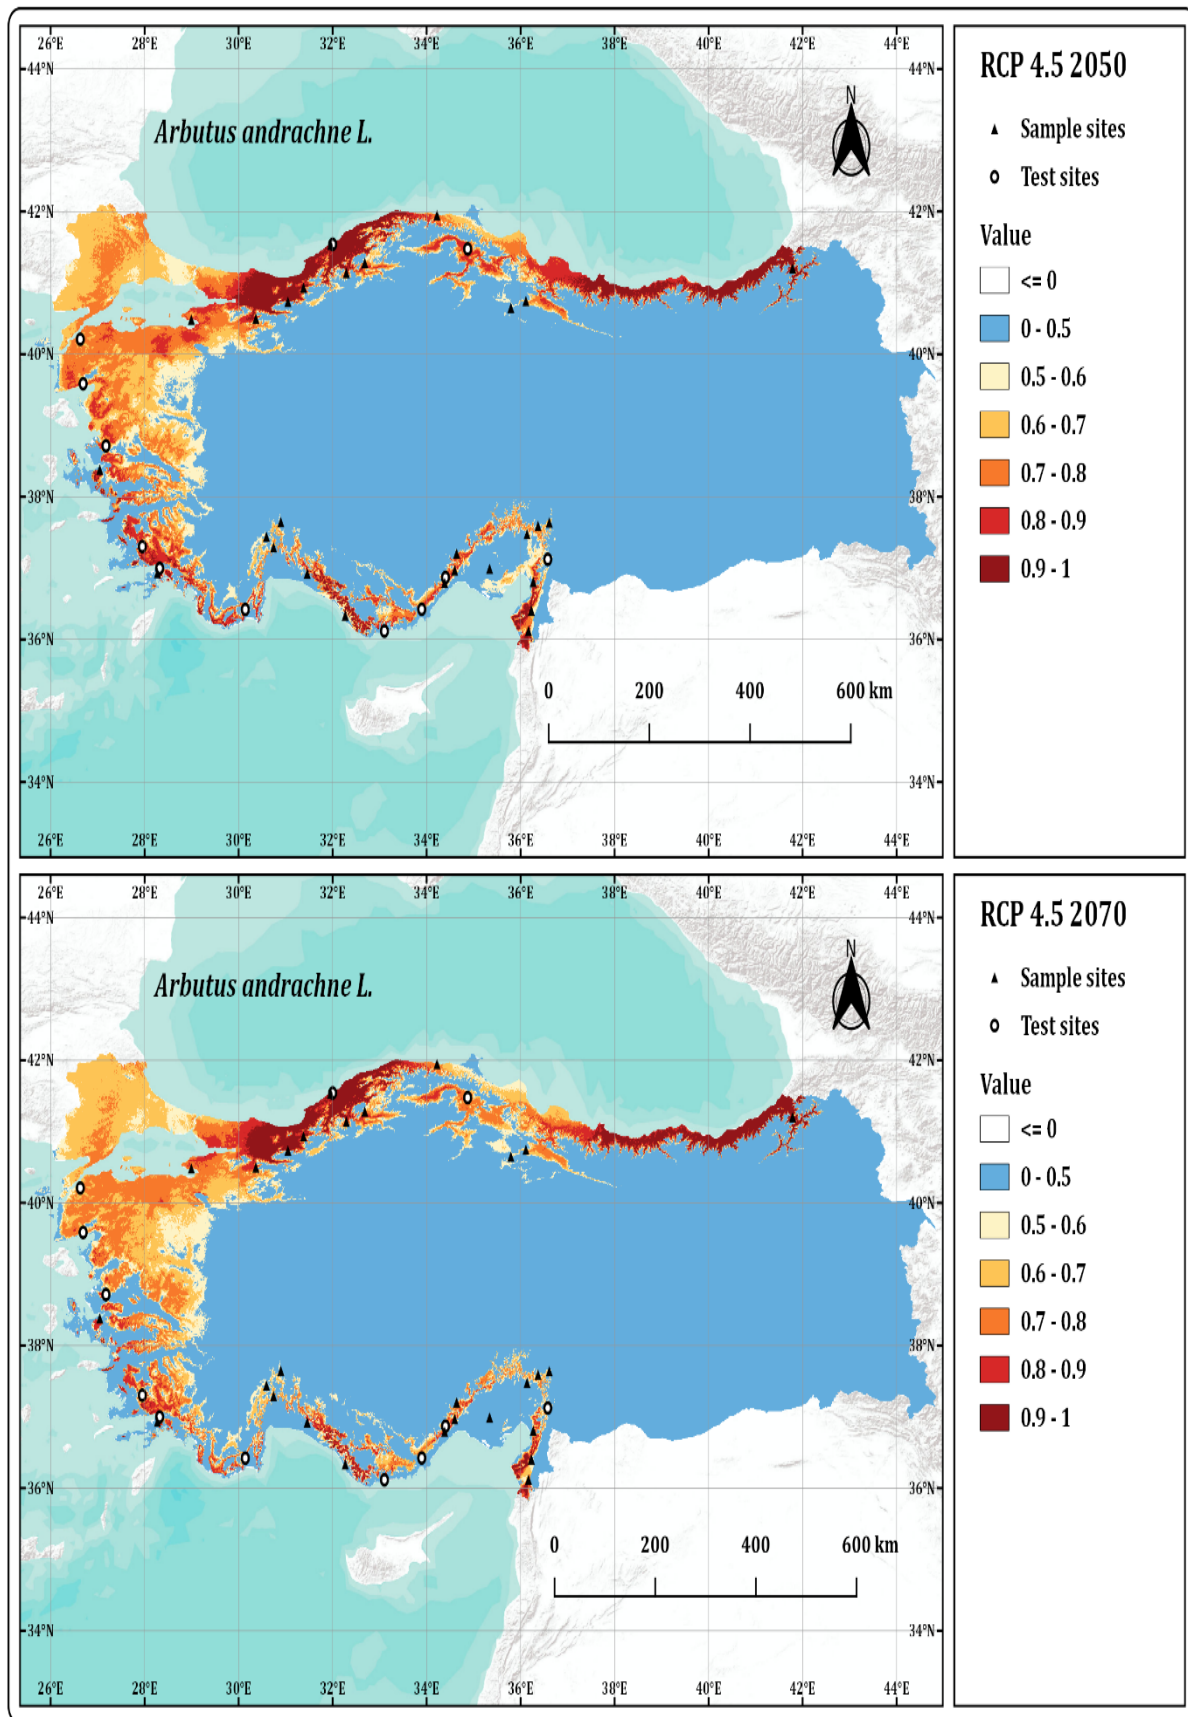 26°E 28°E 30°E 32°E 34°E 36°E 38°E 40°E 42°E 44°E
RCP 4.5 2050
44°N 44°N
N
Arbutus andrachne L.
Sample sites
Test sites
42°N 42°N
Value
<= 0
0 - 0.5
40°N 40°N
0.5 - 0.6
0.6 - 0.7
0.7 - 0.8
38°N 38°N
0.8 - 0.9
0.9 - 1
36°N 36°N
0 200 400 600 km
34°N 34°N
26°E 28°E 30°E 32°E 34°E 36°E 38°E 40°E 42°E 44°E
26°E 28°E 30°E 32°E 34°E 36°E 38°E 40°E 42°E 44°E
RCP 4.5 2070
44°N 44°N
N
Arbutus andrachne L.
Sample sites
Test sites
42°N 42°N
Value
<= 0
0 - 0.5
40°N 40°N
0.5 - 0.6
0.6 - 0.7
0.7 - 0.8
38°N 38°N
0.8 - 0.9
0.9 - 1
36°N 36°N
0 200 400 600 km
34°N 34°N
26°E 28°E 30°E 32°E 34°E 36°E 38°E 40°E 42°E 44°E